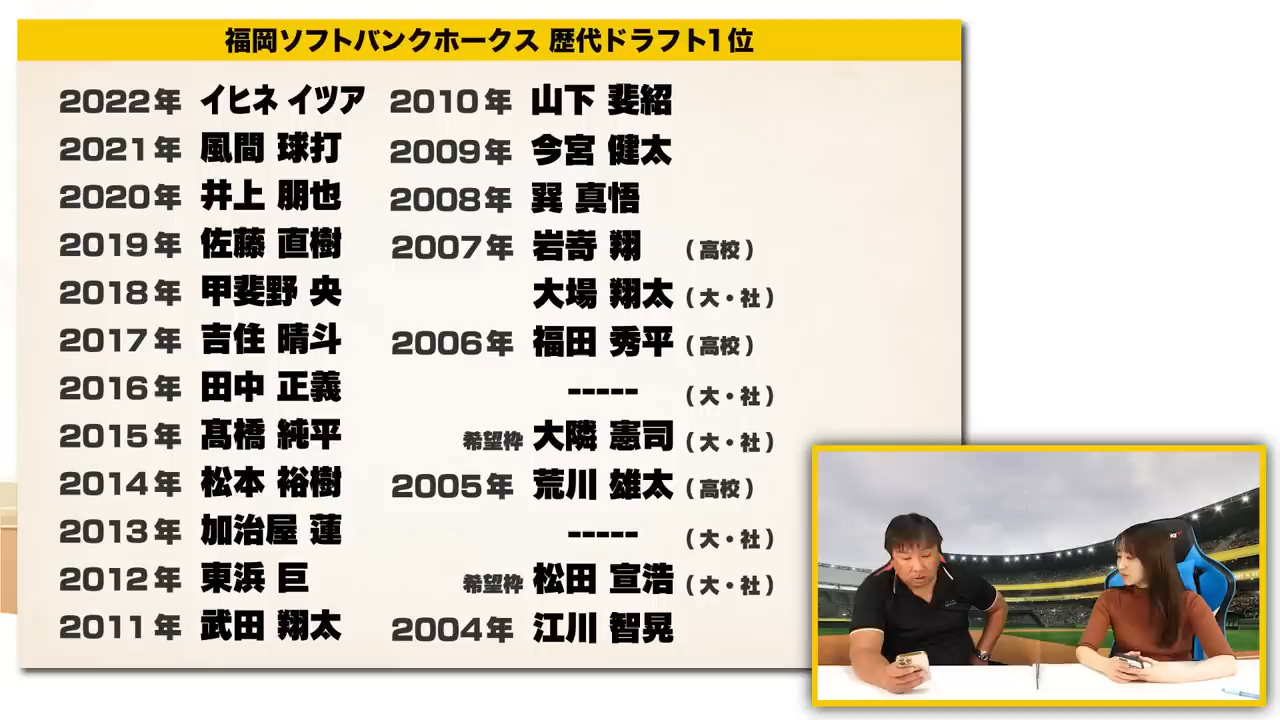 福岡ソフトバンクホークス 歴代ドラフト1位
2022年 イヒネ イツア
2021年 風間 球打
2020年 井上 朋也
2019年 佐藤 直樹
2018年 甲斐野 央
2017年 吉住 晴斗
2016年 田中 正義
2015年 髙橋 純平
2014年 松本 裕樹
2013年 加治屋 蓮
2012年 東浜 巨
2011年 武田 翔太
2010年 山下 斐紹
2009年 今宮 健太
2008年 巽 真悟
2007年 岩嵜 翔 (高校)
大場 翔太 (大・社)
2006年 福田 秀平 (高校)
----- (大・社)
希望枠 大隣 憲司 (大・社)
2005年 荒川 雄太 (高校)
----- (大・社)
希望枠 松田 宣浩 (大・社)
2004年 江川 智晃